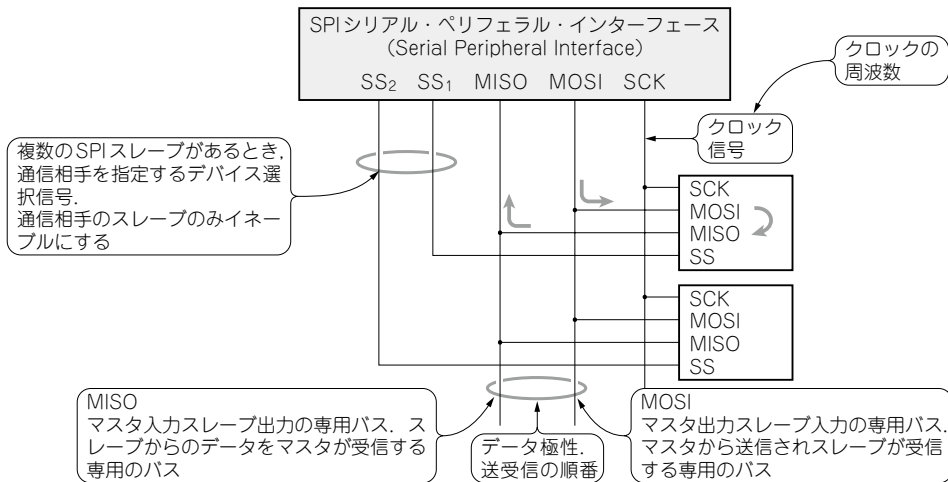 SPIシリアル・ペリフェラル・インターフェース
(Serial Peripheral Interface)
SS2 SS1 MISO MOSI SCK
クロックの
周波数
クロック
信号
複数のSPIスレーブがあるとき,
通信相手を指定するデバイス選
択信号.
通信相手のスレーブのみイネー
ブルにする
SCK
MOSI
MISO
SS
SCK
MOSI
MISO
SS
MISO
マスタ入力スレーブ出力の専用バス. ス
レーブからのデータをマスタが受信する
専用のバス
データ極性.
送受信の順番
MOSI
マスタ出力スレーブ入力の専用バス.
マスタから送信されスレーブが受信
する専用のバス